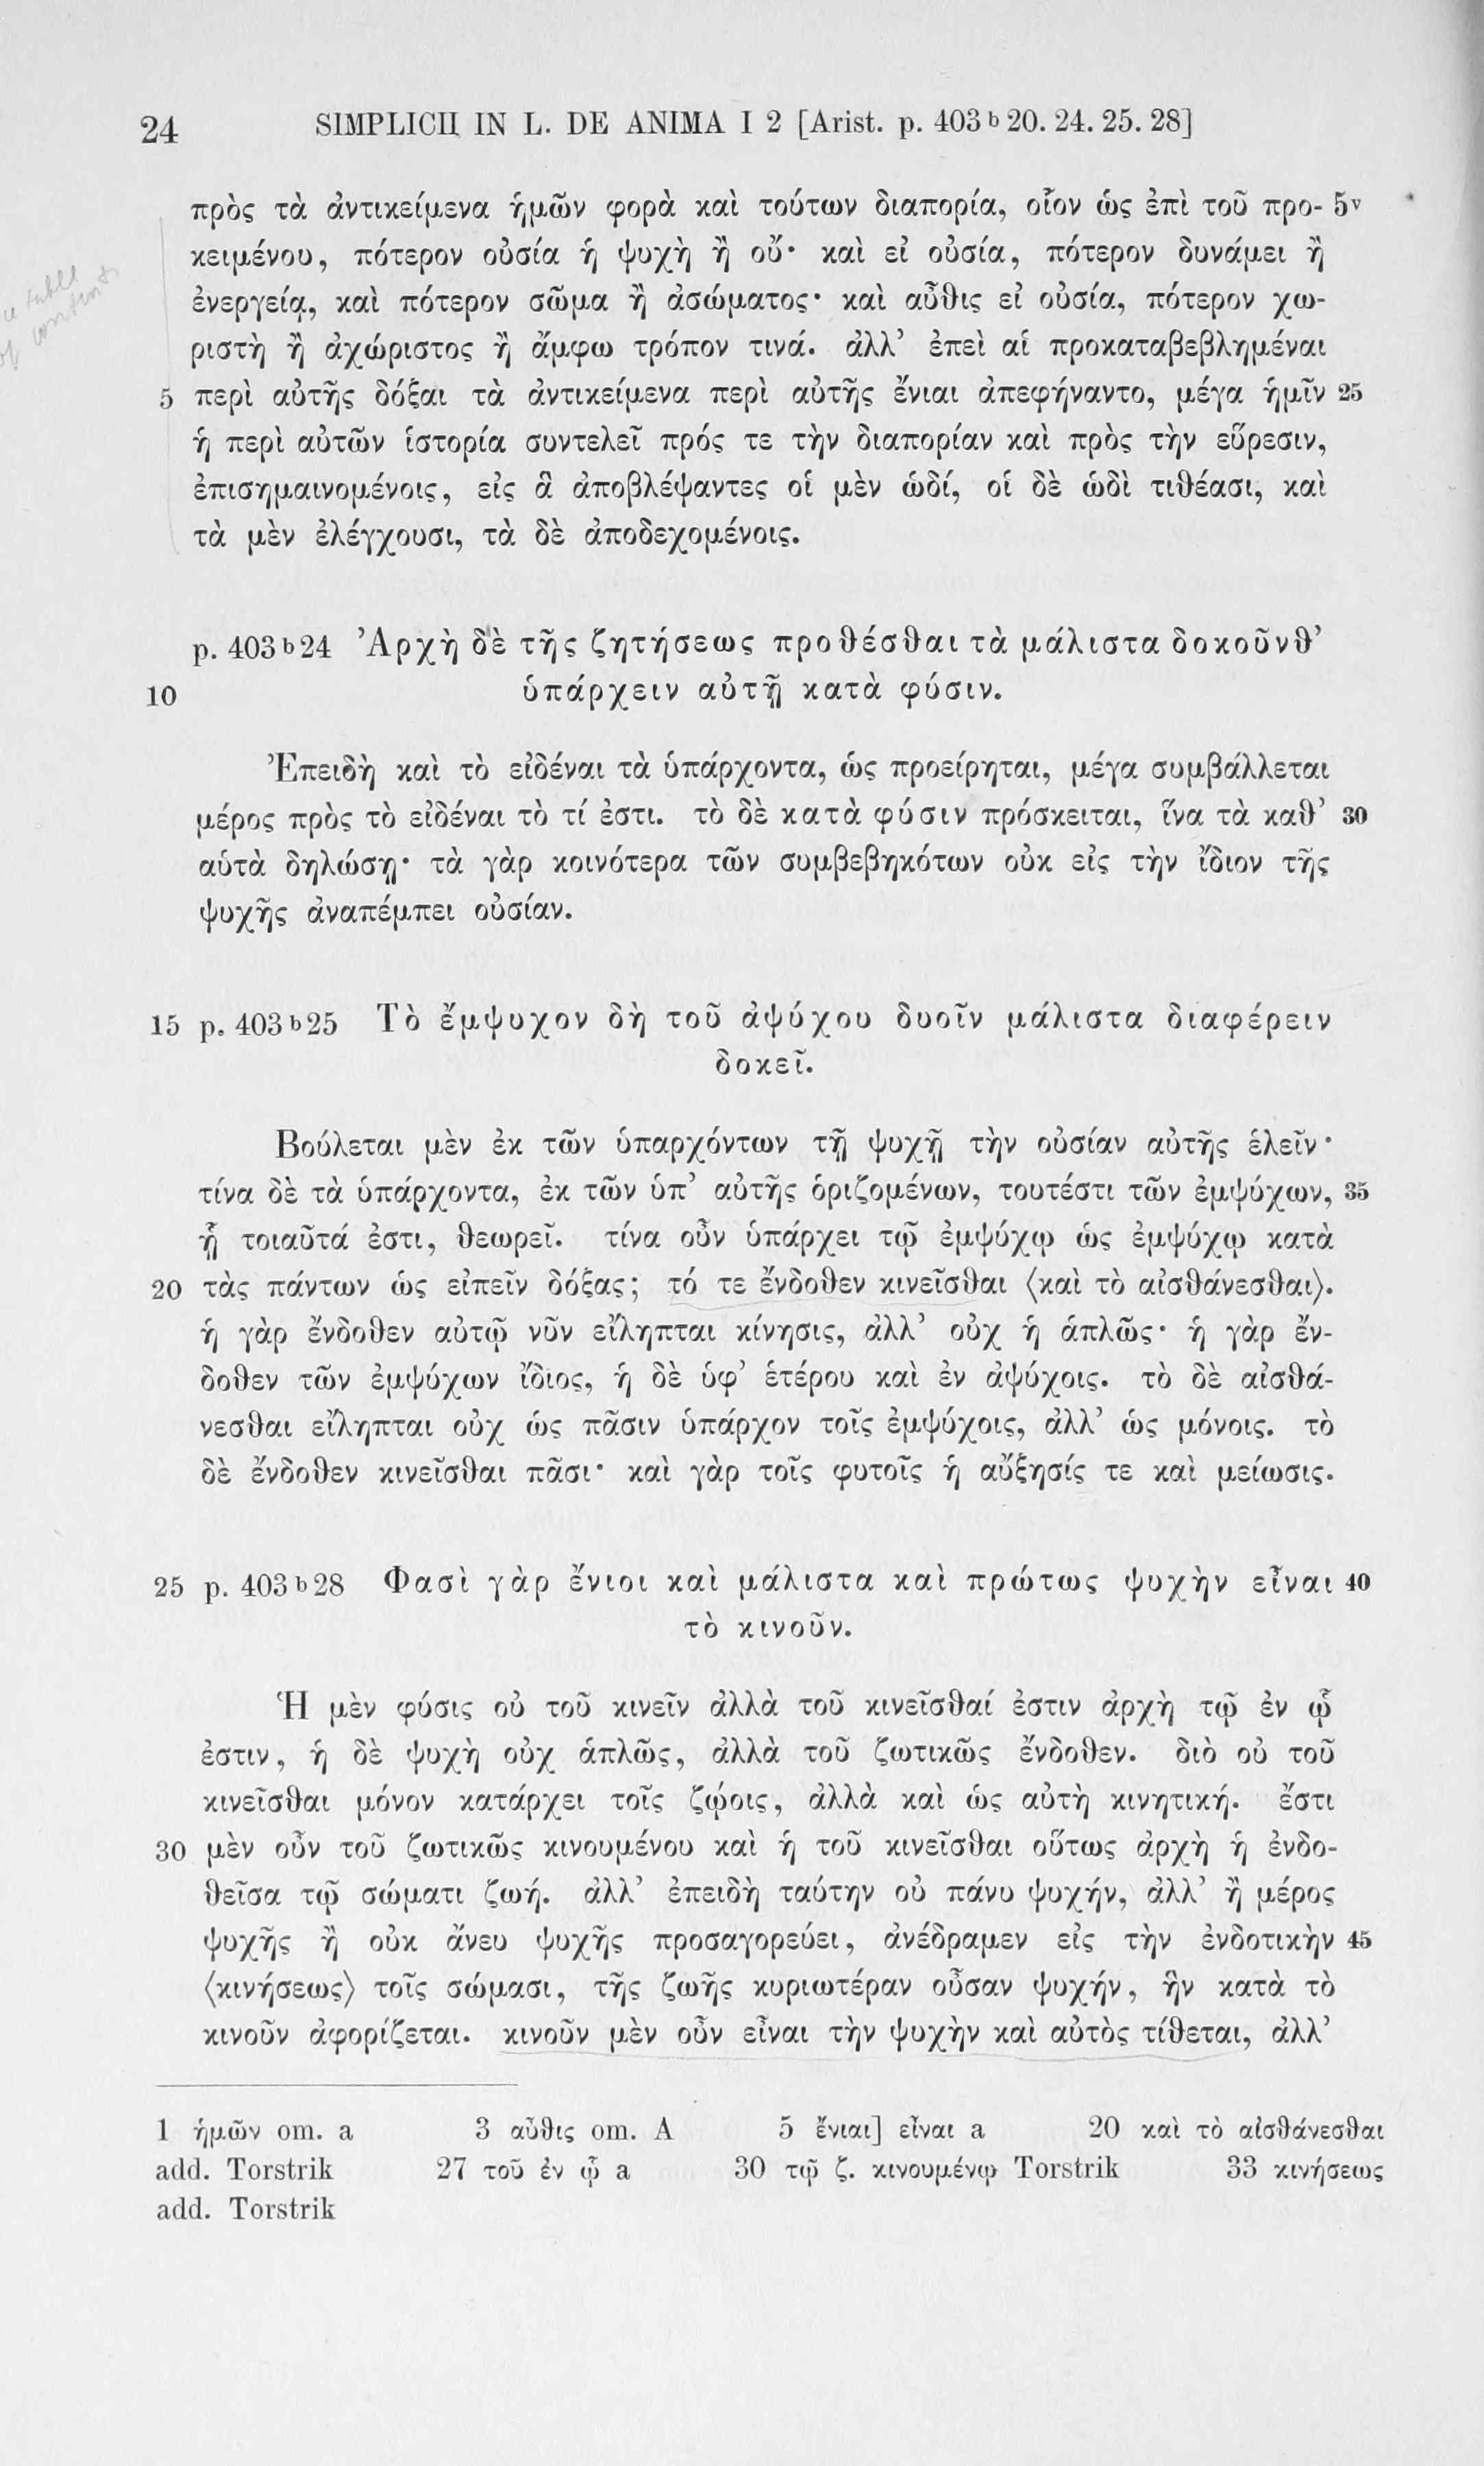 24 SIMPLICII IN L. DE ANIMA I 2 [Arist. p. 403 b 20. 24. 25. 28]
πρὸς τὰ ἀντικείμενα ἡμῶν φορὰ καὶ τούτων διαπορία, οἷον ὡς ἐπὶ τοῦ προ- 5v
κειμένου, πότερον οὐσία ἡ ψυχὴ ἢ οὔ· καὶ εἰ οὐσία, πότερον δυνάμει ἢ
ἐνεργείᾳ, καὶ πότερον σῶμα ἢ ἀσώματος· καὶ αὖθις εἰ οὐσία, πότερον χω-
ριστὴ ἢ ἀχώριστος ἢ ἄμφω τρόπον τινά. ἀλλ’ ἐπεὶ αἱ προκαταβεβλημέναι
5 περὶ αὐτῆς δόξαι τὰ ἀντικείμενα περὶ αὐτῆς ἔνιαι ἀπεφήναντο, μέγα ἡμῖν 25
ἡ περὶ αὐτῶν ἱστορία συντελεῖ πρός τε τὴν διαπορίαν καὶ πρὸς τὴν εὕρεσιν,
ἐπισημαινομένοις, εἰς ἃ ἀποβλέψαντες οἱ μὲν ὡδί, οἱ δὲ ὡδὶ τιθέασι, καὶ
τὰ μὲν ἐλέγχουσι, τὰ δὲ ἀποδεχομένοις.
p. 403 b 24 Ἀρχὴ δὲ τῆς ζητήσεως προθέσθαι τὰ μάλιστα δοκοῦνθ’
10 ὑπάρχειν αὐτῇ κατὰ φύσιν.
Ἐπειδὴ καὶ τὸ εἰδέναι τὰ ὑπάρχοντα, ὡς προείρηται, μέγα συμβάλλεται
μέρος πρὸς τὸ εἰδέναι τὸ τί ἐστι. τὸ δὲ κατὰ φύσιν πρόσκειται, ἵνα τὰ καθ’ 30
αὑτὰ δηλώσῃ· τὰ γὰρ κοινότερα τῶν συμβεβηκότων οὐκ εἰς τὴν ἴδιον τῆς
ψυχῆς ἀναπέμπει οὐσίαν.
15 p. 403 b 25 Τὸ ἔμψυχον δὴ τοῦ ἀψύχου δυοῖν μάλιστα διαφέρειν
δοκεῖ.
Βούλεται μὲν ἐκ τῶν ὑπαρχόντων τῇ ψυχῇ τὴν οὐσίαν αὐτῆς ἑλεῖν·
τίνα δὲ τὰ ὑπάρχοντα, ἐκ τῶν ὑπ’ αὐτῆς ὁριζομένων, τουτέστι τῶν ἐμψύχων, 35
ᾗ τοιαῦτά ἐστι, θεωρεῖ. τίνα οὖν ὑπάρχει τῷ ἐμψύχῳ ὡς ἐμψύχῳ κατὰ
20 τὰς πάντων ὡς εἰπεῖν δόξας; τό τε ἔνδοθεν κινεῖσθαι ⟨καὶ τὸ αἰσθάνεσθαι⟩.
ἡ γὰρ ἔνδοθεν αὐτῷ νῦν εἴληπται κίνησις, ἀλλ’ οὐχ ἡ ἁπλῶς· ἡ γὰρ ἔν-
δοθεν τῶν ἐμψύχων ἴδιος, ἡ δὲ ὑφ’ ἑτέρου καὶ ἐν ἀψύχοις. τὸ δὲ αἰσθά-
νεσθαι εἴληπται οὐχ ὡς πᾶσιν ὑπάρχον τοῖς ἐμψύχοις, ἀλλ’ ὡς μόνοις. τὸ
δὲ ἔνδοθεν κινεῖσθαι πᾶσι· καὶ γὰρ τοῖς φυτοῖς ἡ αὔξησίς τε καὶ μείωσις.
25 p. 403 b 28 Φασὶ γὰρ ἔνιοι καὶ μάλιστα καὶ πρώτως ψυχὴν εἶναι 40
τὸ κινοῦν.
Ἡ μὲν φύσις οὐ τοῦ κινεῖν ἀλλὰ τοῦ κινεῖσθαί ἐστιν ἀρχὴ τῷ ἐν ᾧ
ἐστιν, ἡ δὲ ψυχὴ οὐχ ἁπλῶς, ἀλλὰ τοῦ ζωτικῶς ἔνδοθεν. διὸ οὐ τοῦ
κινεῖσθαι μόνον κατάρχει τοῖς ζῴοις, ἀλλὰ καὶ ὡς αὐτὴ κινητική. ἔστι
30 μὲν οὖν τοῦ ζωτικῶς κινουμένου καὶ ἡ τοῦ κινεῖσθαι οὕτως ἀρχὴ ἡ ἐνδο-
θεῖσα τῷ σώματι ζωή. ἀλλ’ ἐπειδὴ ταύτην οὐ πάνυ ψυχήν, ἀλλ’ ἢ μέρος
ψυχῆς ἢ οὐκ ἄνευ ψυχῆς προσαγορεύει, ἀνέδραμεν εἰς τὴν ἐνδοτικὴν 45
⟨κινήσεως⟩ τοῖς σώμασι, τῆς ζωῆς κυριωτέραν οὖσαν ψυχήν, ἣν κατὰ τὸ
κινοῦν ἀφορίζεται. κινοῦν μὲν οὖν εἶναι τὴν ψυχὴν καὶ αὐτὸς τίθεται, ἀλλ’
1 ἡμῶν om. a 3 αὖθις om. A 5 ἔνιαι] εἶναι a 20 καὶ τὸ αἰσθάνεσθαι
add. Torstrik 27 τοῦ ἐν ᾧ a 30 τῷ ζ. κινουμένῳ Torstrik 33 κινήσεως
add. Torstrik